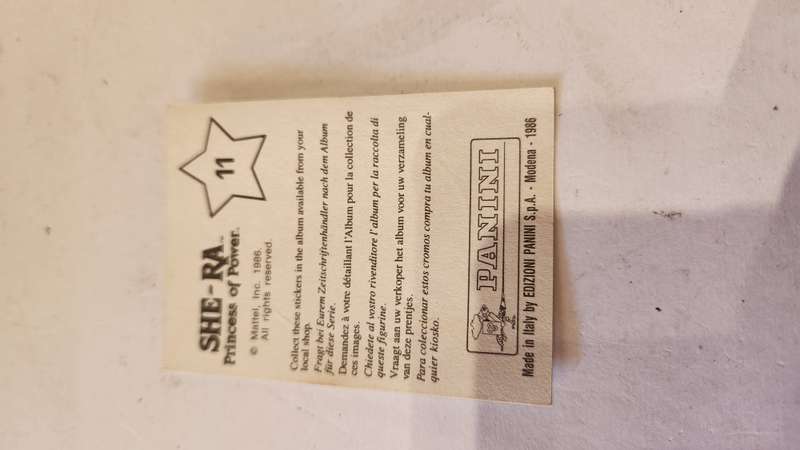 SHE-RA™
Princess of Power.
11
© Mattel, Inc. 1986.
All rights reserved.
Collect these stickers in the album available from your
local shop.
Fragt bei Eurem Zeitschriftenhändler nach dem Album
für diese Serie.
Demandez à votre détaillant l'Album pour la collection de
ces images.
Chiedete al vostro rivenditore l'album per la raccolta di
queste figurine.
Vraagt aan uw verkoper het album voor uw verzameling
van deze prentjes.
Para coleccionar estos cromos compra tu album en cual-
quier kiosko.
PANINI
Made in Italy by EDIZIONI PANINI S.p.A. - Modena - 1986